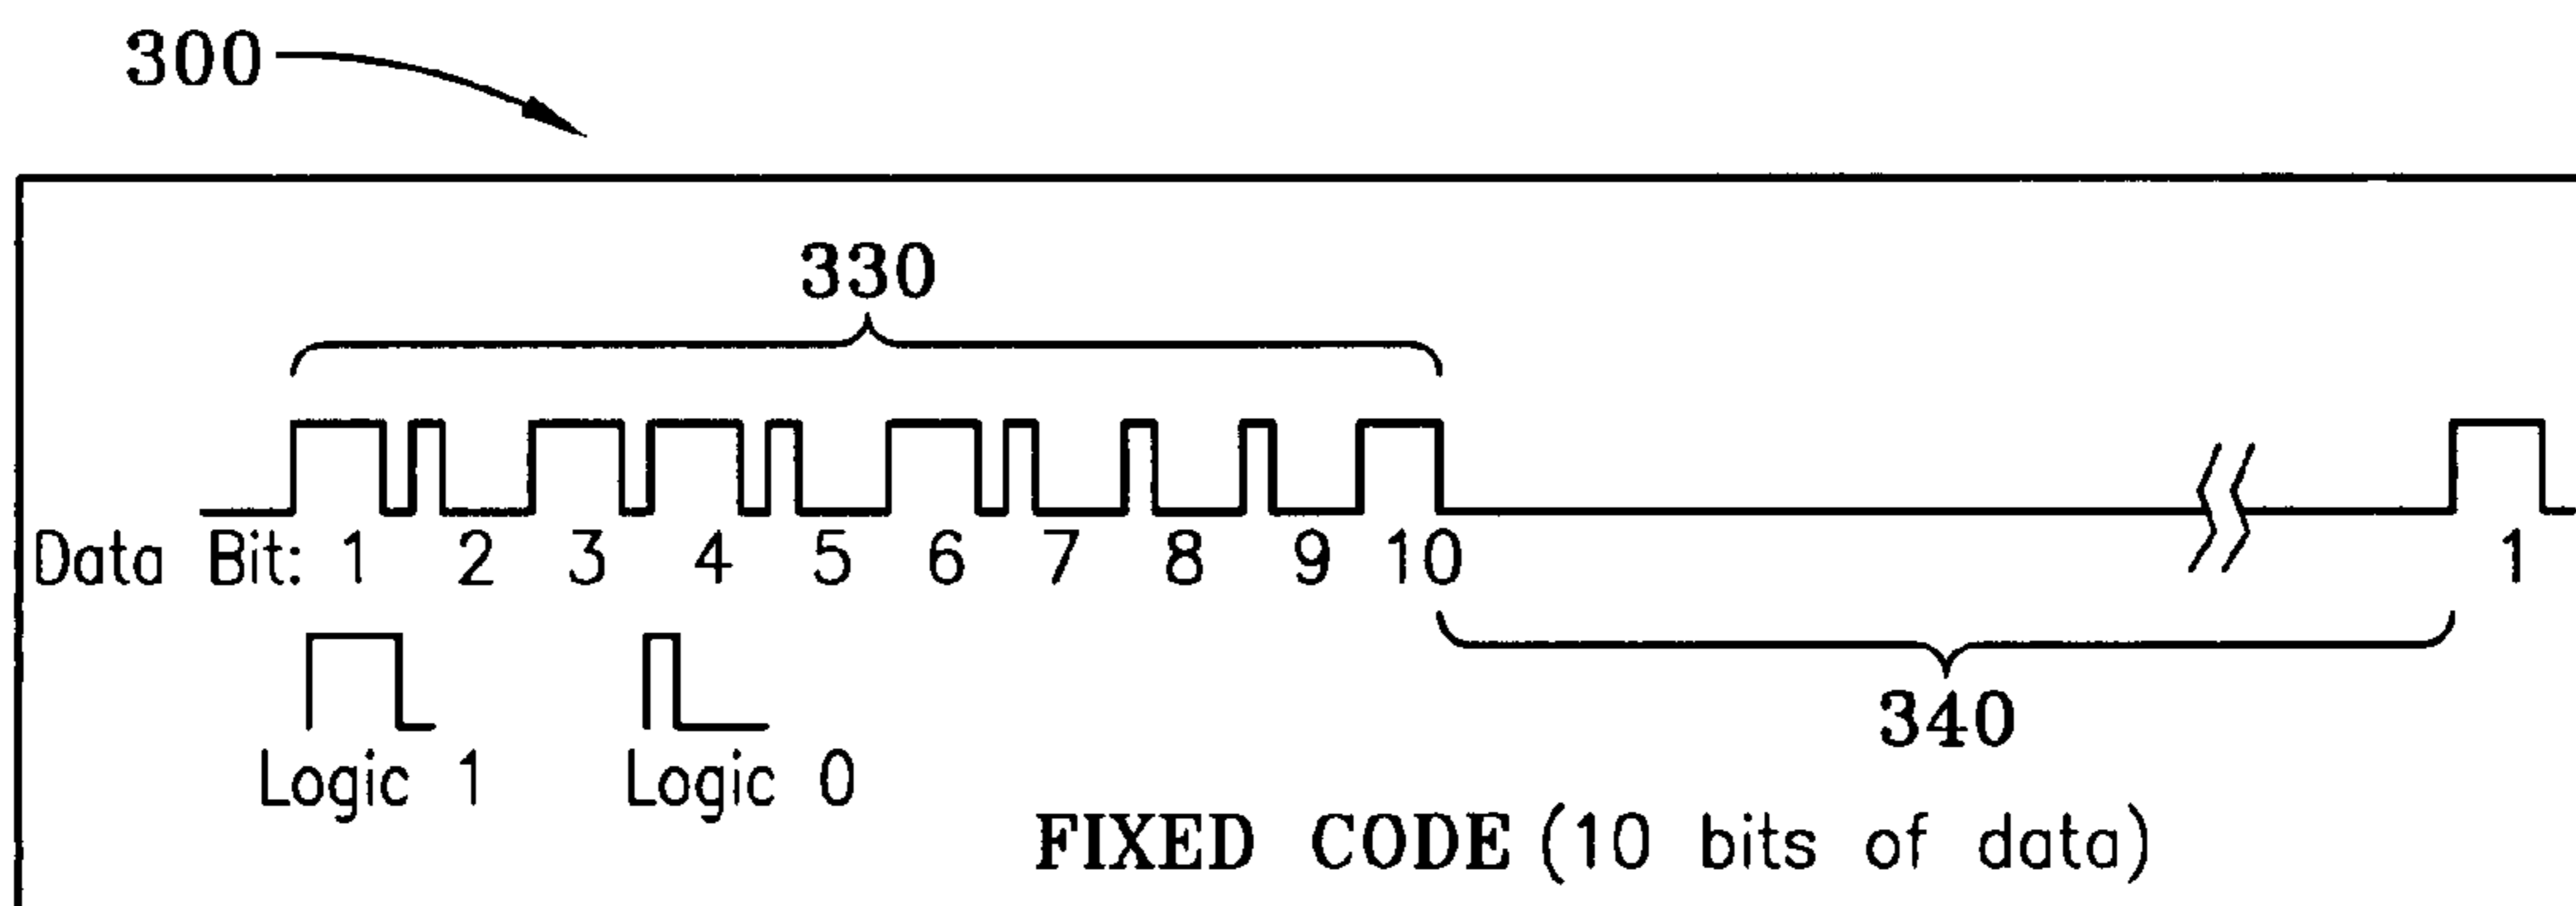 300
330
Data Bit: 1 2 3 4 5 6 7 8 9 10 1
340
Logic 1 Logic 0
FIXED CODE (10 bits of data)